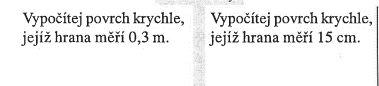 Vypočítej povrch krychle,
jejíž hrana měří 0,3 m.
Vypočítej povrch krychle,
jejíž hrana měří 15 cm.